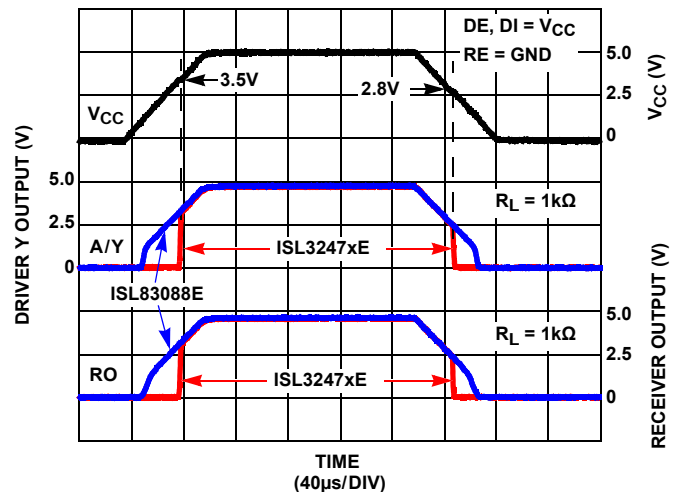 DE, DI = VCC
RE = GND
5.0
3.5V
2.8V
2.5
VCC
0
VCC (V)
DRIVER Y OUTPUT (V)
5.0
RL = 1kΩ
2.5
A/Y
ISL3247xE
0
ISL83088E
5.0
RL = 1kΩ
2.5
RO
ISL3247xE
0
RECEIVER OUTPUT (V)
TIME
(40µs/DIV)